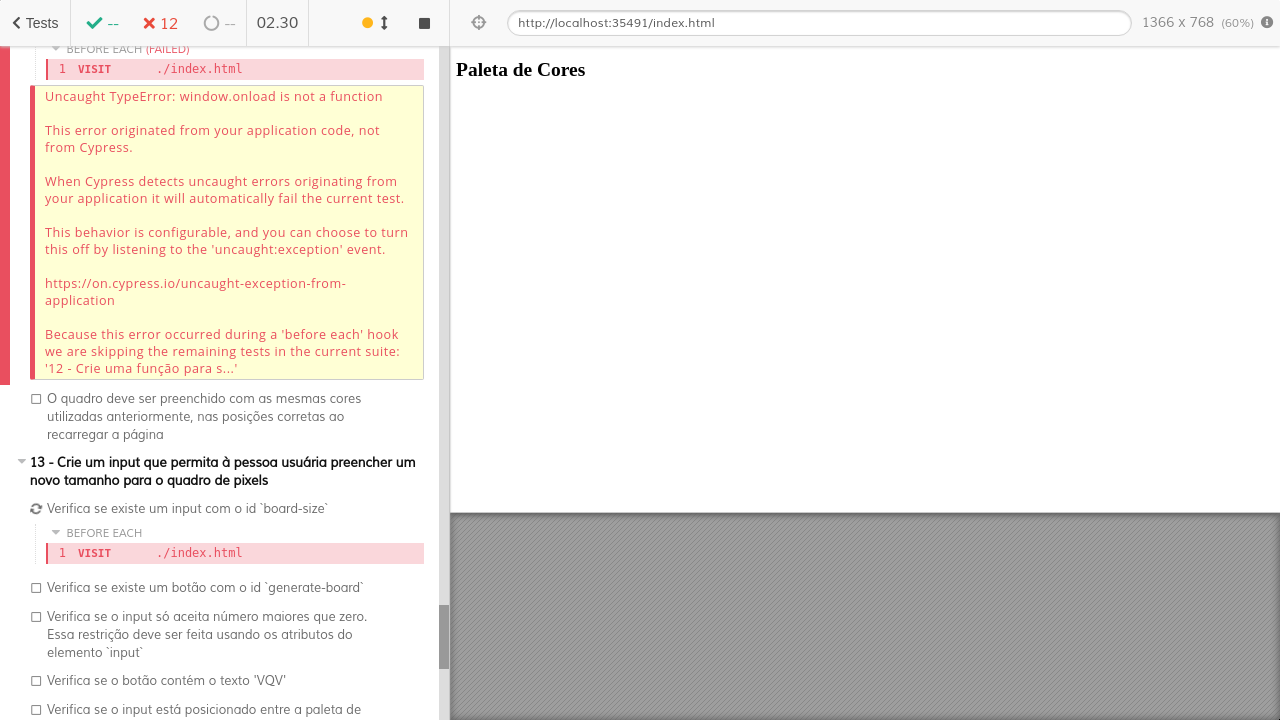 Tests
--
12
--
02.30
http://localhost:35491/index.html
1366 x 768 (60%)
BEFORE EACH (FAILED)
1 VISIT ./index.html
Uncaught TypeError: window.onload is not a function
This error originated from your application code, not
from Cypress.
When Cypress detects uncaught errors originating from
your application it will automatically fail the current test.
This behavior is configurable, and you can choose to turn
this off by listening to the 'uncaught:exception' event.
https://on.cypress.io/uncaught-exception-from-
application
Because this error occurred during a 'before each' hook
we are skipping the remaining tests in the current suite:
'12 - Crie uma função para s...'
O quadro deve ser preenchido com as mesmas cores
utilizadas anteriormente, nas posições corretas ao
recarregar a página
13 - Crie um input que permita à pessoa usuária preencher um
novo tamanho para o quadro de pixels
Verifica se existe um input com o id `board-size`
BEFORE EACH
1 VISIT ./index.html
Verifica se existe um botão com o id `generate-board`
Verifica se o input só aceita número maiores que zero.
Essa restrição deve ser feita usando os atributos do
elemento `input`
Verifica se o botão contém o texto 'VQV'
Verifica se o input está posicionado entre a paleta de
Paleta de Cores